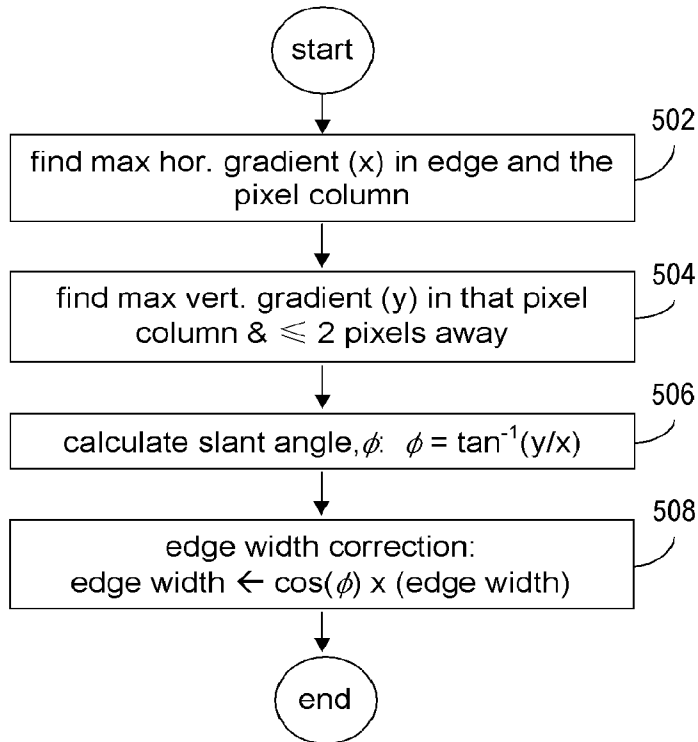 start
502
find max hor. gradient (x) in edge and the
pixel column
504
find max vert. gradient (y) in that pixel
column & ⩽ 2 pixels away
506
calculate slant angle,ϕ: ϕ = tan⁻¹(y/x)
508
edge width correction:
edge width ← cos(ϕ) x (edge width)
end